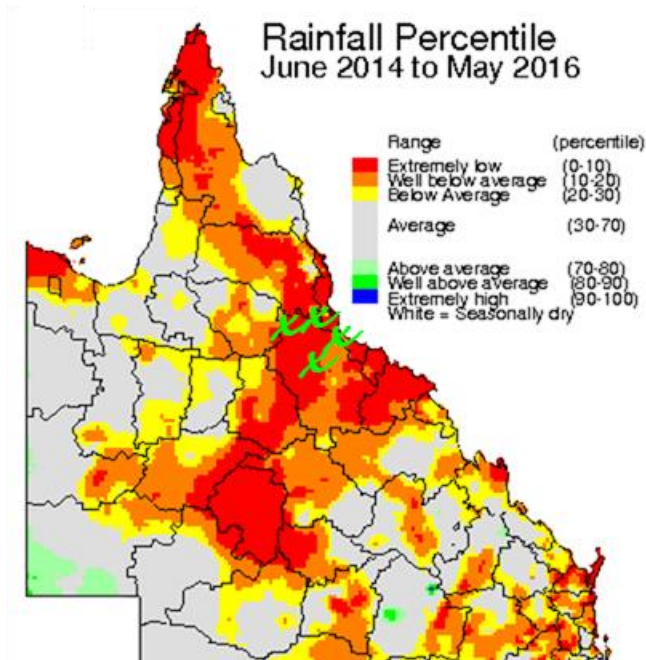 Rainfall Percentile
June 2014 to May 2016
Range (percentile)
Extremely low (0-10)
Well below average (10-20)
Below Average (20-30)
Average (30-70)
Above average (70-80)
Well above average (80-90)
Extremely high (90-100)
White = Seasonally dry